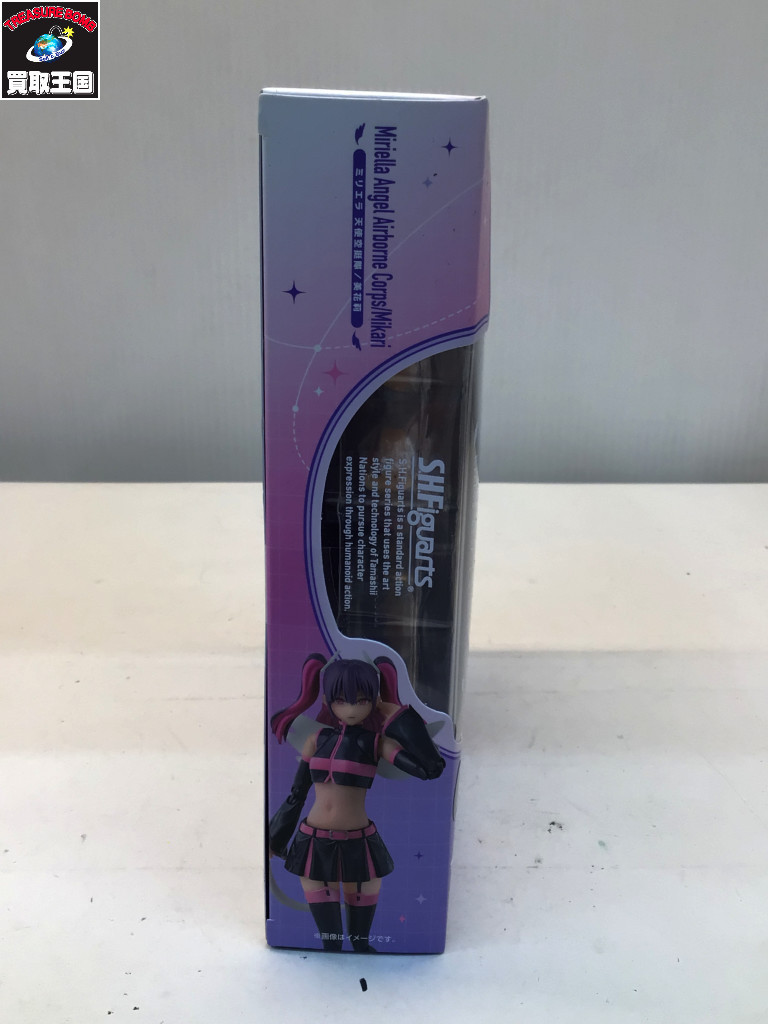 TREASURE BOMB
買取王国
Miriella Angel Airborne Corps/Mikari
ミリエラ 天使空挺隊/美花莉
S.H.Figuarts®
S.H.Figuarts is a standard action
figure series that uses the art
style and technology of Tamashii
Nations to pursue character
expression through humanoid action.
※画像はイメージです。